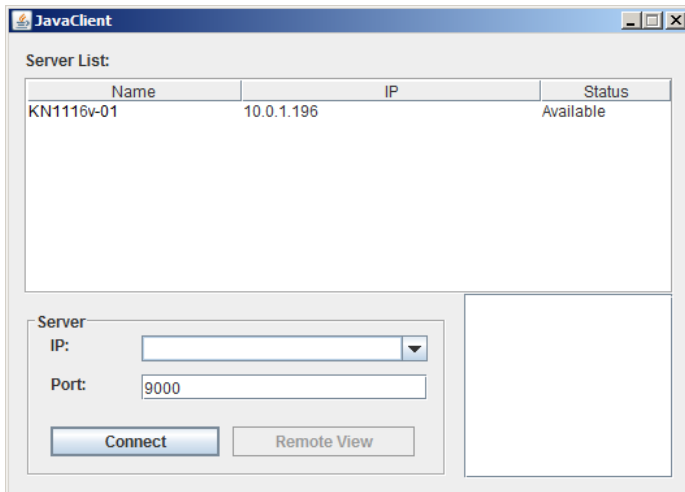 JavaClient
Server List:
Name IP Status
KN1116v-01 10.0.1.196 Available
Server
IP:
Port: 9000
Connect Remote View